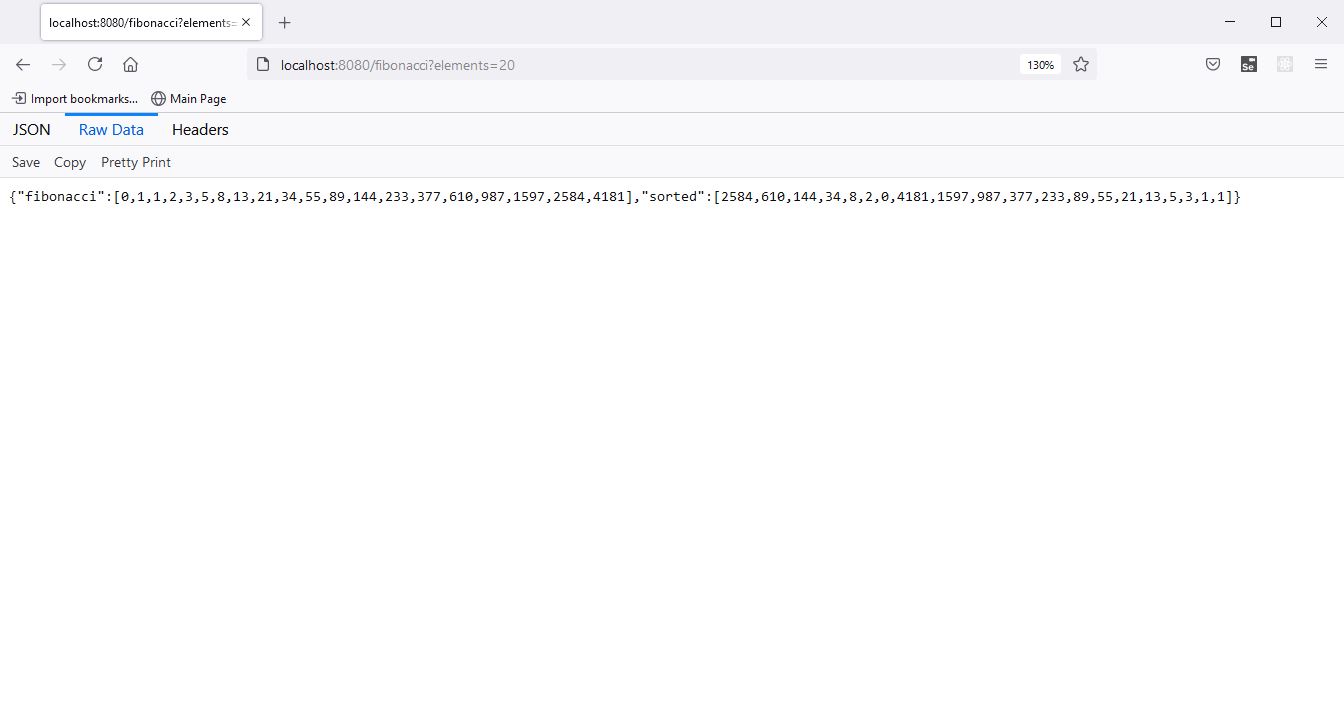 localhost:8080/fibonacci?elements=
localhost:8080/fibonacci?elements=20
130%
Se
Import bookmarks... Main Page
JSON Raw Data Headers
Save Copy Pretty Print
{"fibonacci":[0,1,1,2,3,5,8,13,21,34,55,89,144,233,377,610,987,1597,2584,4181],"sorted":[2584,610,144,34,8,2,0,4181,1597,987,377,233,89,55,21,13,5,3,1,1]}